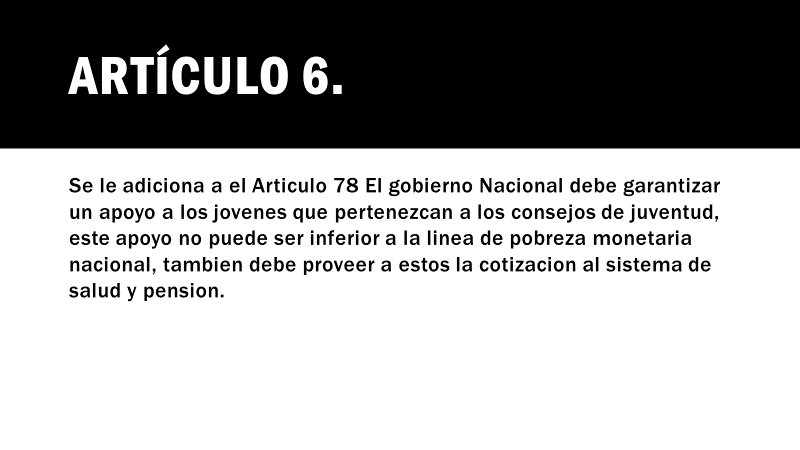 ARTÍCULO 6.
Se le adiciona a el Articulo 78 El gobierno Nacional debe garantizar
un apoyo a los jovenes que pertenezcan a los consejos de juventud,
este apoyo no puede ser inferior a la linea de pobreza monetaria
nacional, tambien debe proveer a estos la cotizacion al sistema de
salud y pension.